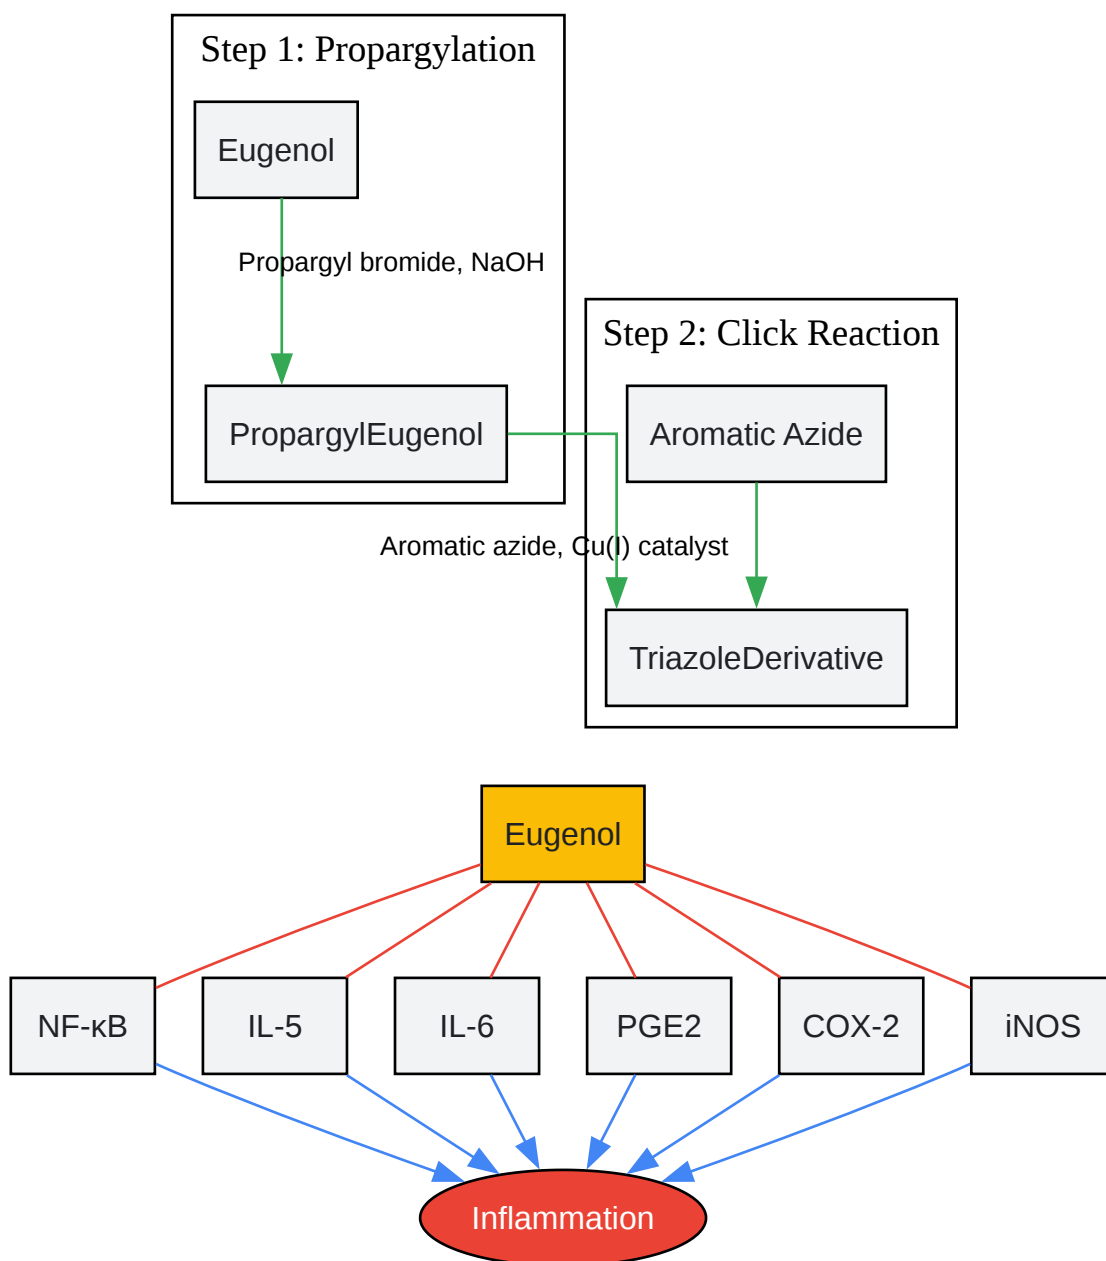 Step 1: Propargylation
Eugenol
Propargyl bromide, NaOH
PropargylEugenol
Step 2: Click Reaction
Aromatic Azide
Aromatic azide, Cu(I) catalyst
TriazoleDerivative
Eugenol
NF-κB
IL-5
IL-6
PGE2
COX-2
iNOS
Inflammation